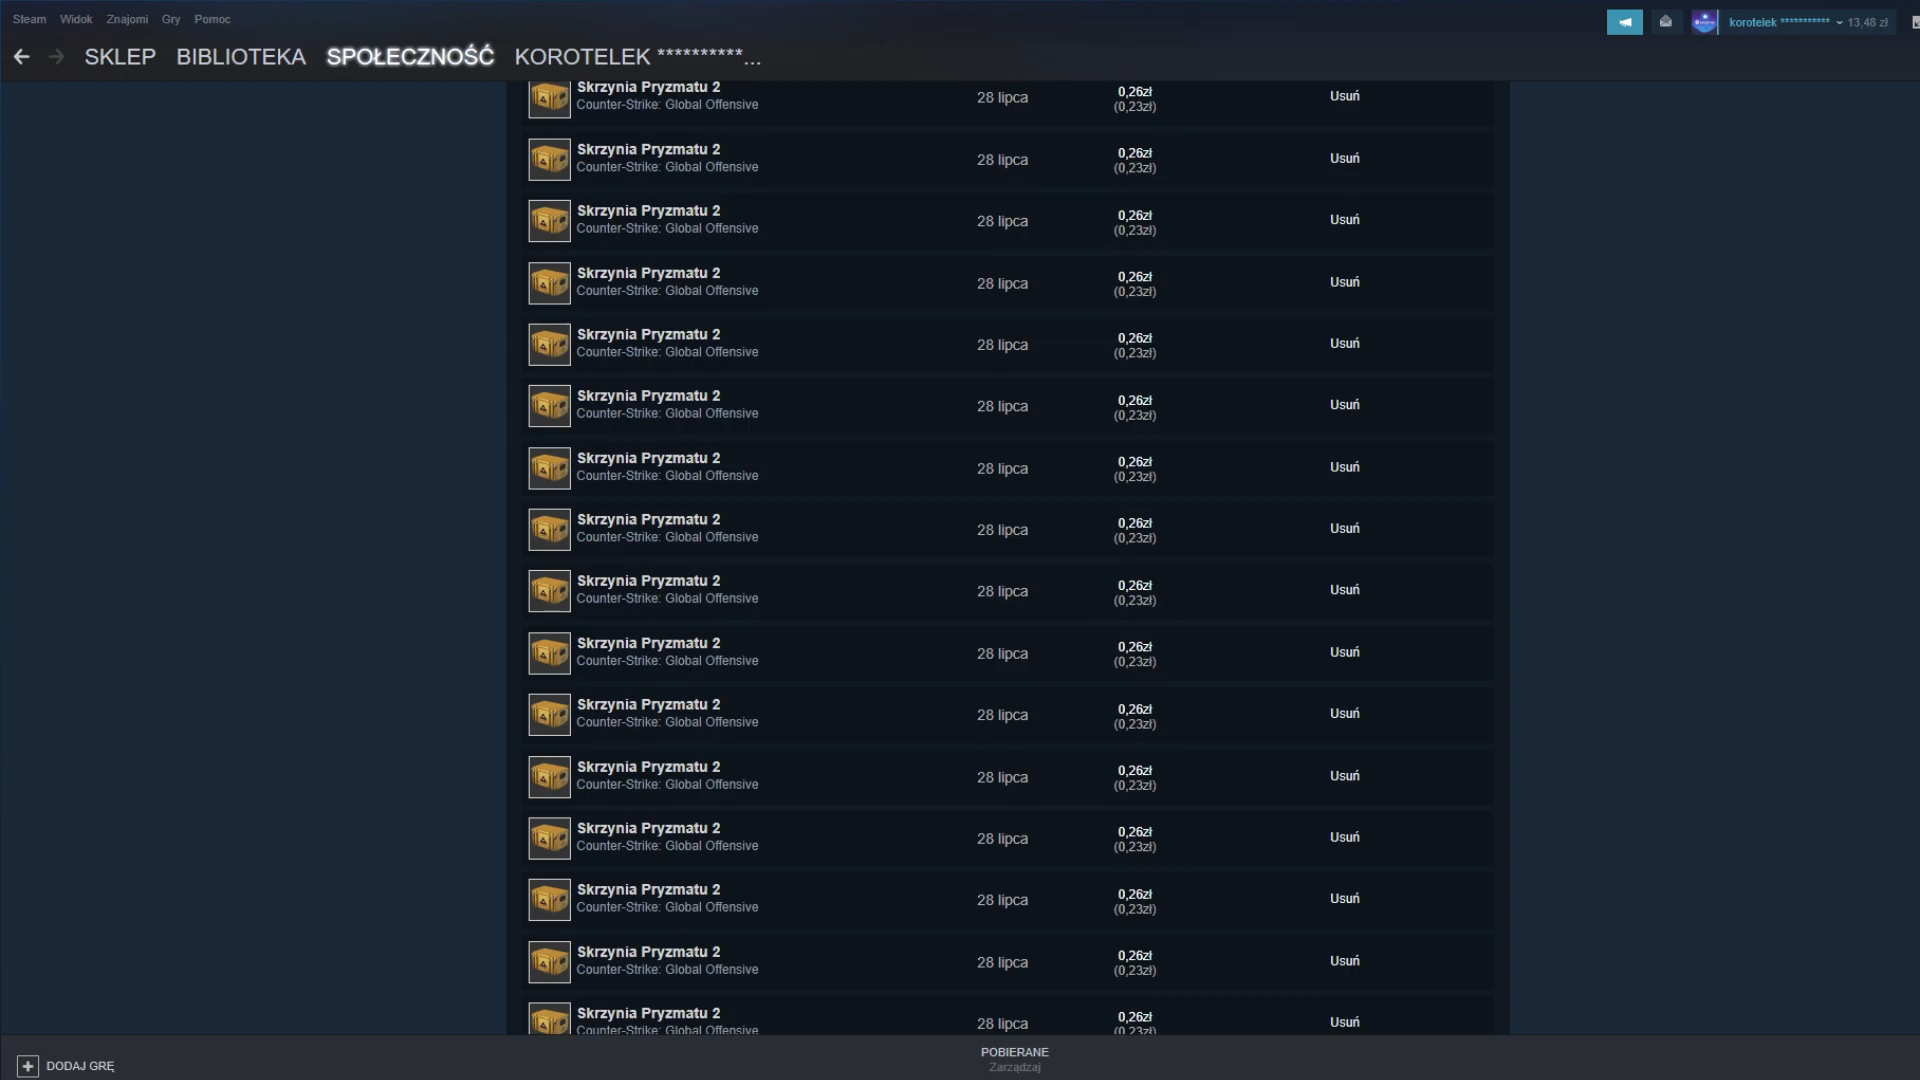 Steam Widok Znajomi Gry Pomoc
korotelek *********** 13,48 zł
SKLEP BIBLIOTEKA SPOŁECZNOŚĆ KOROTELEK **********...
Skrzynia Pryzmatu 2
Counter-Strike: Global Offensive
28 lipca
0,26zł
(0,23zł)
Usuń
Skrzynia Pryzmatu 2
Counter-Strike: Global Offensive
28 lipca
0,26zł
(0,23zł)
Usuń
Skrzynia Pryzmatu 2
Counter-Strike: Global Offensive
28 lipca
0,26zł
(0,23zł)
Usuń
Skrzynia Pryzmatu 2
Counter-Strike: Global Offensive
28 lipca
0,26zł
(0,23zł)
Usuń
Skrzynia Pryzmatu 2
Counter-Strike: Global Offensive
28 lipca
0,26zł
(0,23zł)
Usuń
Skrzynia Pryzmatu 2
Counter-Strike: Global Offensive
28 lipca
0,26zł
(0,23zł)
Usuń
Skrzynia Pryzmatu 2
Counter-Strike: Global Offensive
28 lipca
0,26zł
(0,23zł)
Usuń
Skrzynia Pryzmatu 2
Counter-Strike: Global Offensive
28 lipca
0,26zł
(0,23zł)
Usuń
Skrzynia Pryzmatu 2
Counter-Strike: Global Offensive
28 lipca
0,26zł
(0,23zł)
Usuń
Skrzynia Pryzmatu 2
Counter-Strike: Global Offensive
28 lipca
0,26zł
(0,23zł)
Usuń
Skrzynia Pryzmatu 2
Counter-Strike: Global Offensive
28 lipca
0,26zł
(0,23zł)
Usuń
Skrzynia Pryzmatu 2
Counter-Strike: Global Offensive
28 lipca
0,26zł
(0,23zł)
Usuń
Skrzynia Pryzmatu 2
Counter-Strike: Global Offensive
28 lipca
0,26zł
(0,23zł)
Usuń
Skrzynia Pryzmatu 2
Counter-Strike: Global Offensive
28 lipca
0,26zł
(0,23zł)
Usuń
Skrzynia Pryzmatu 2
Counter-Strike: Global Offensive
28 lipca
0,26zł
(0,23zł)
Usuń
Skrzynia Pryzmatu 2
Counter-Strike: Global Offensive
28 lipca
0,26zł
(0,23zł)
Usuń
DODAJ GRĘ
POBIERANE
Zarządzaj